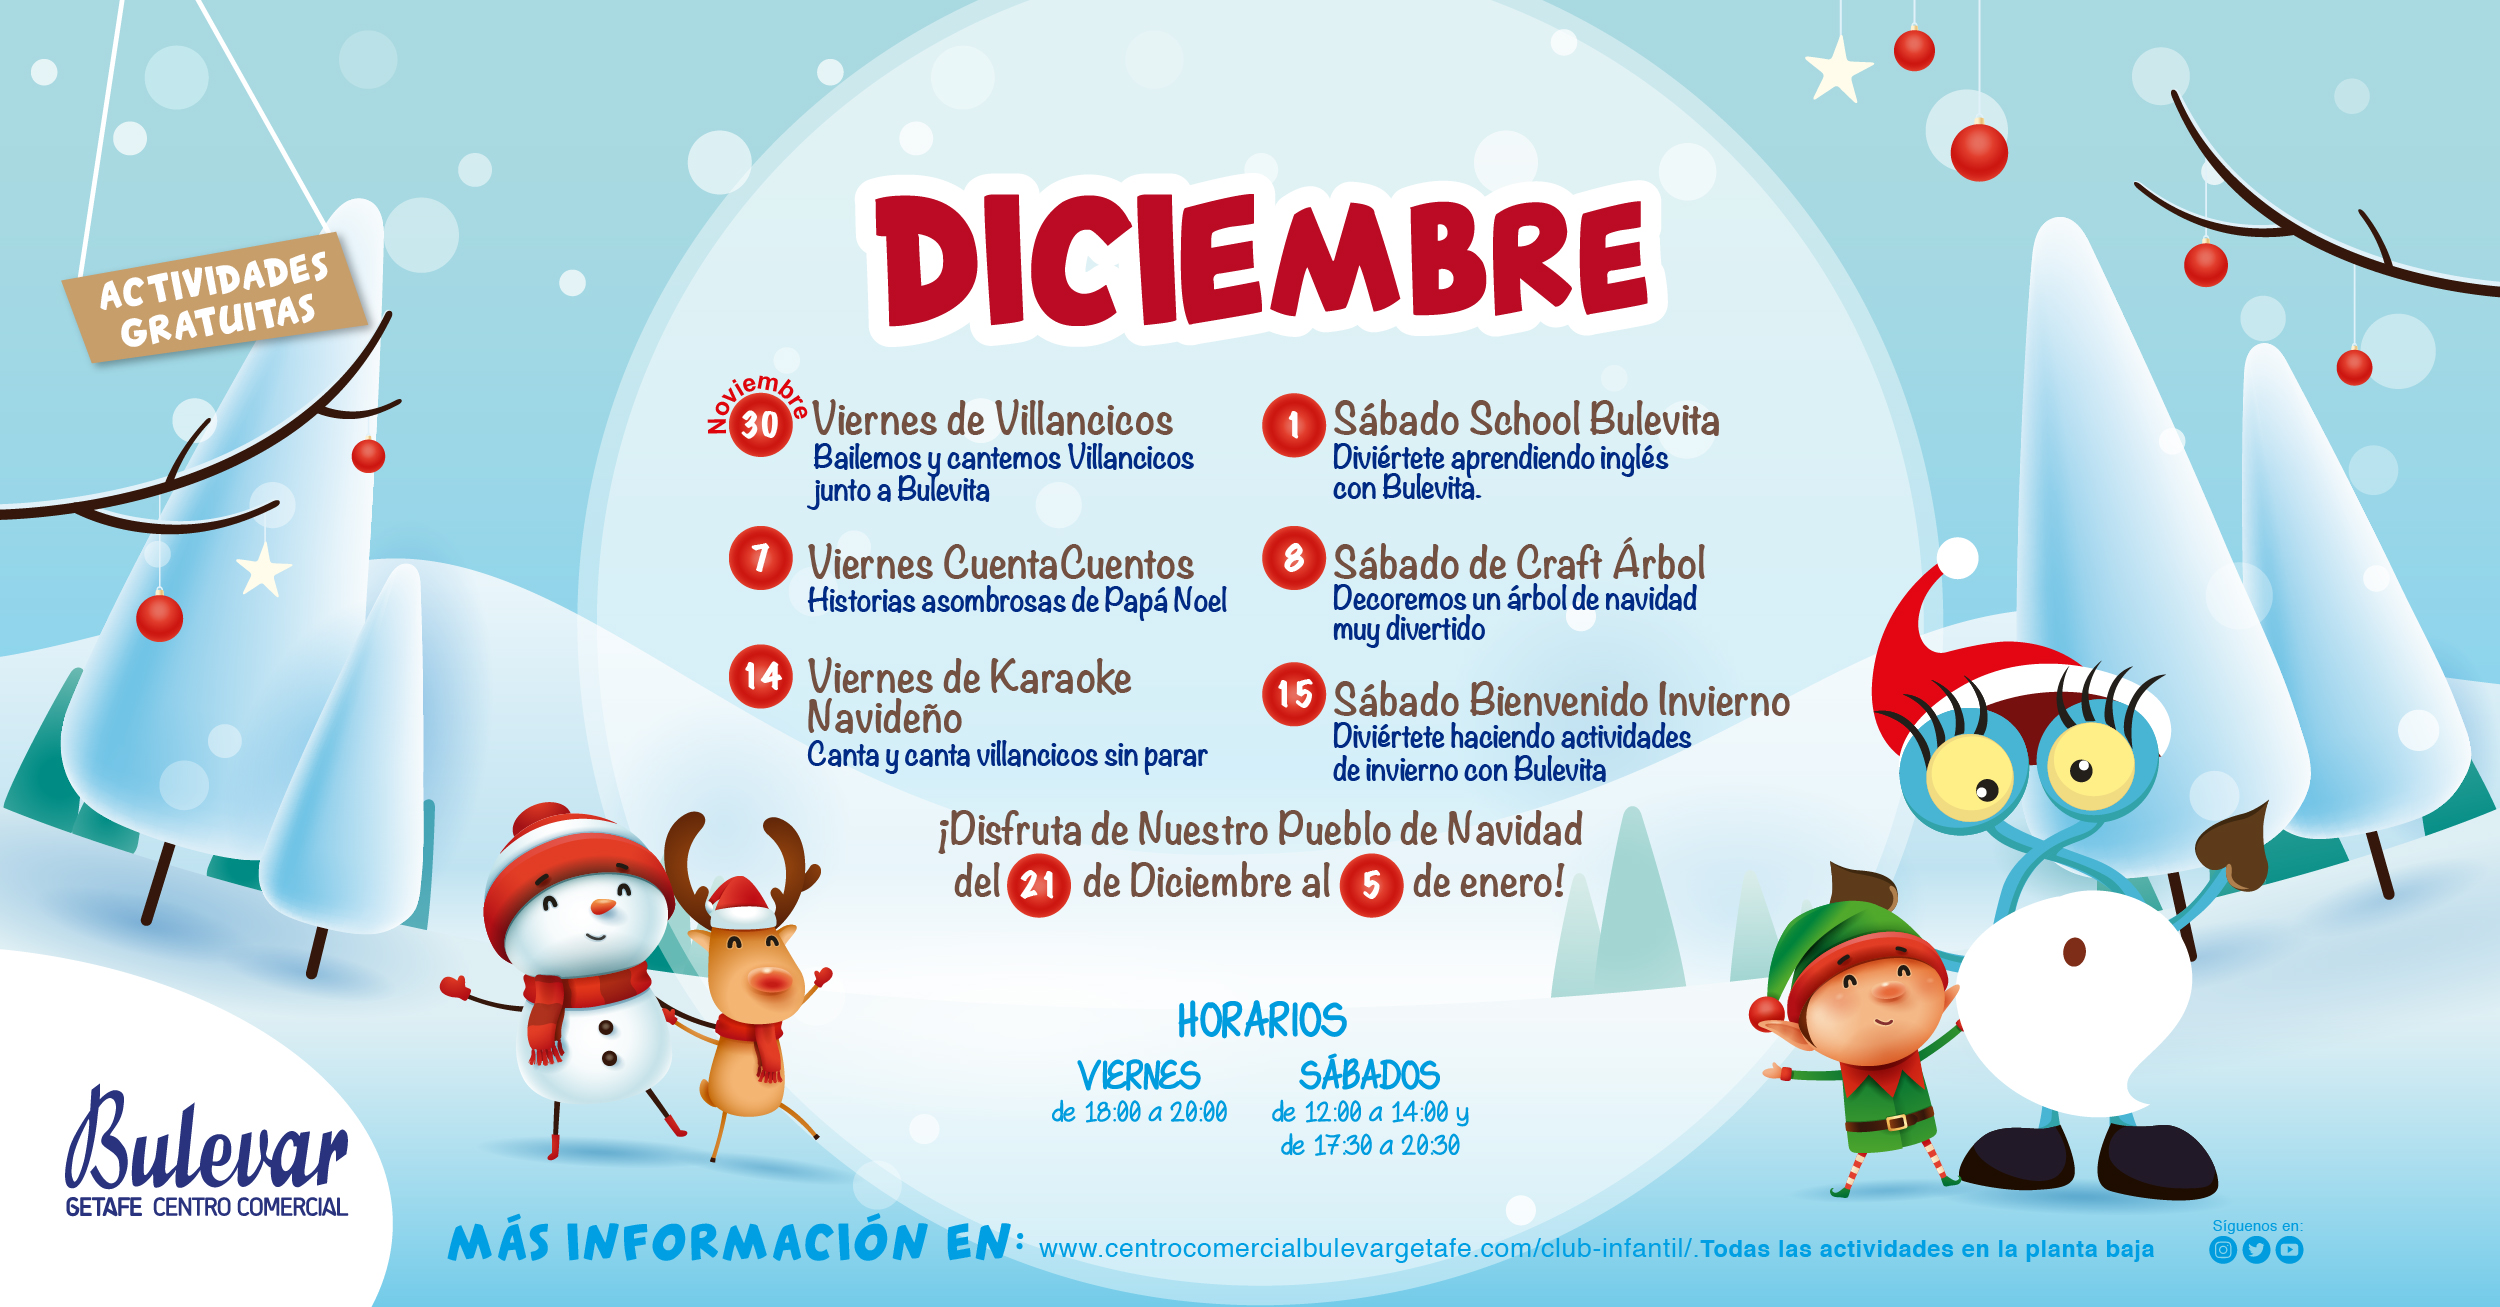 ACTIVIDADES
GRATUITAS
DICIEMBRE
Noviembre
30 Viernes de Villancicos
Bailemos y cantemos Villancicos
junto a Bulevita
1 Sábado School Bulevita
Diviértete aprendiendo inglés
con Bulevita.
7 Viernes CuentaCuentos
Historias asombrosas de Papá Noel
8 Sábado de Craft Árbol
Decoremos un árbol de navidad
muy divertido
14 Viernes de Karaoke
Navideño
Canta y canta villancicos sin parar
15 Sábado Bienvenido Invierno
Diviértete haciendo actividades
de invierno con Bulevita
¡Disfruta de Nuestro Pueblo de Navidad
del 21 de Diciembre al 5 de enero!
HORARIOS
VIERNES
de 18:00 a 20:00
SÁBADOS
de 12:00 a 14:00 y
de 17:30 a 20:30
Bulevar
GETAFE CENTRO COMERCIAL
MÁS INFORMACIÓN EN: www.centrocomercialbulevargetafe.com/club-infantil/.Todas las actividades en la planta baja
Síguenos en: